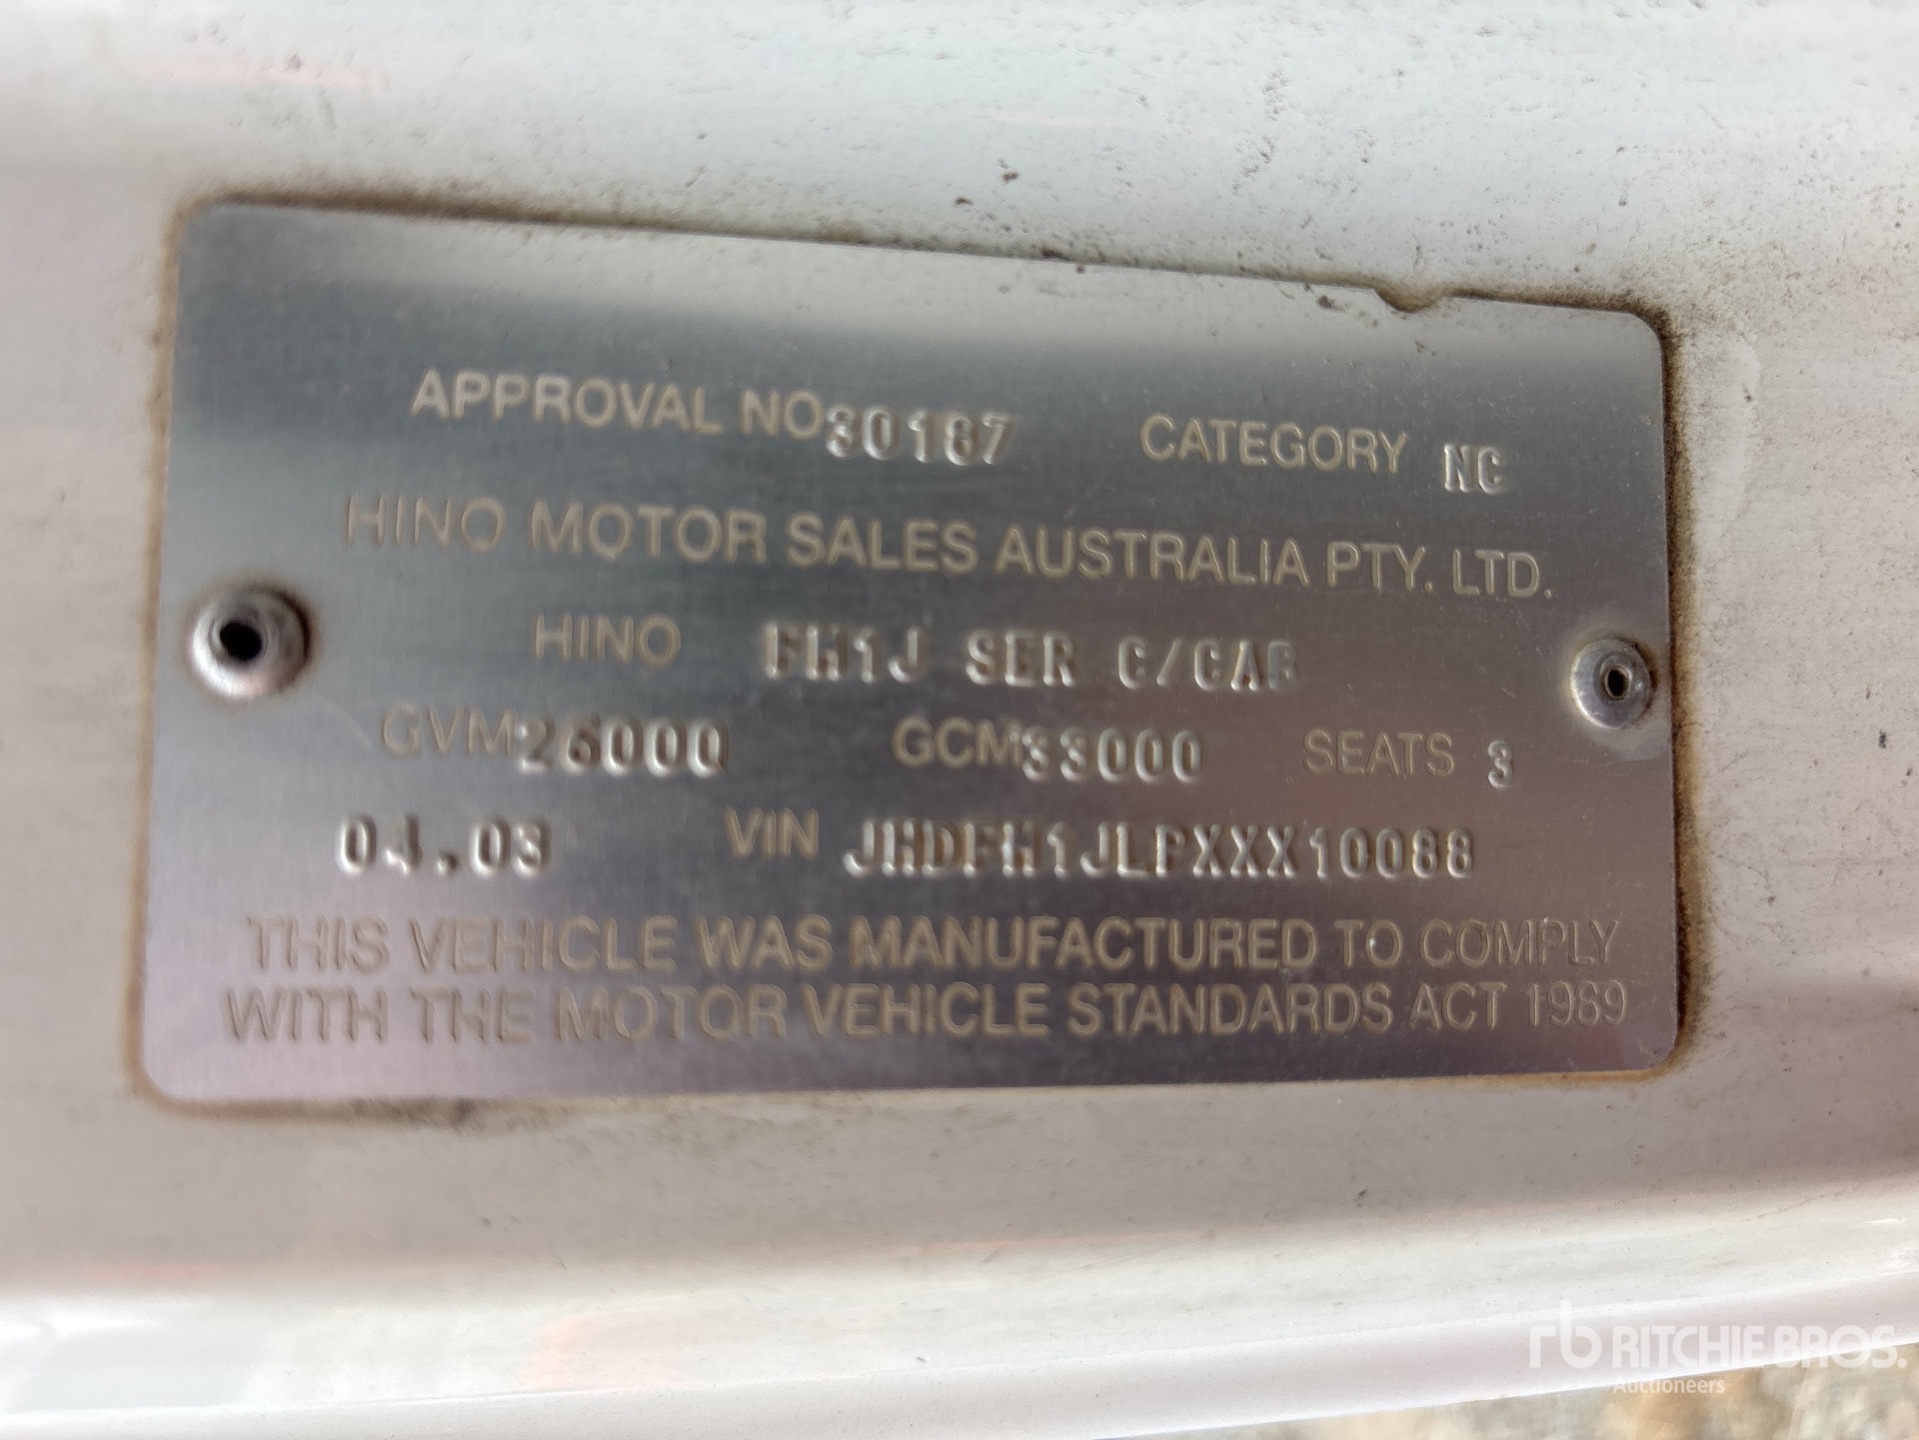 APPROVAL NO 30187 CATEGORY NC
HINO MOTOR SALES AUSTRALIA PTY. LTD.
HINO FH1J SER C/CAB
GVM 26000 GCM 33000 SEATS 3
04.03 VIN JHDFH1JLPXXX10088
THIS VEHICLE WAS MANUFACTURED TO COMPLY
WITH THE MOTOR VEHICLE STANDARDS ACT 1989
rb RITCHIE BROS.
Auctioneers